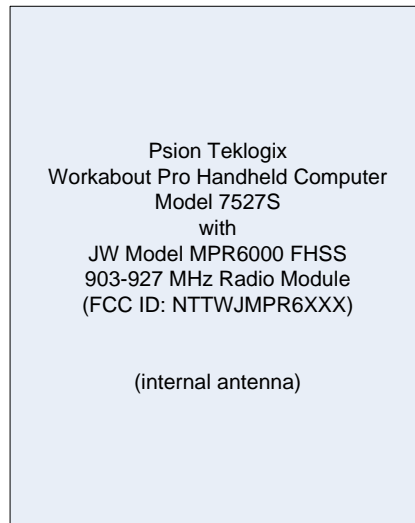 Psion Teklogix
Workabout Pro Handheld Computer
Model 7527S
with
JW Model MPR6000 FHSS
903-927 MHz Radio Module
(FCC ID: NTTWJMPR6XXX)
(internal antenna)